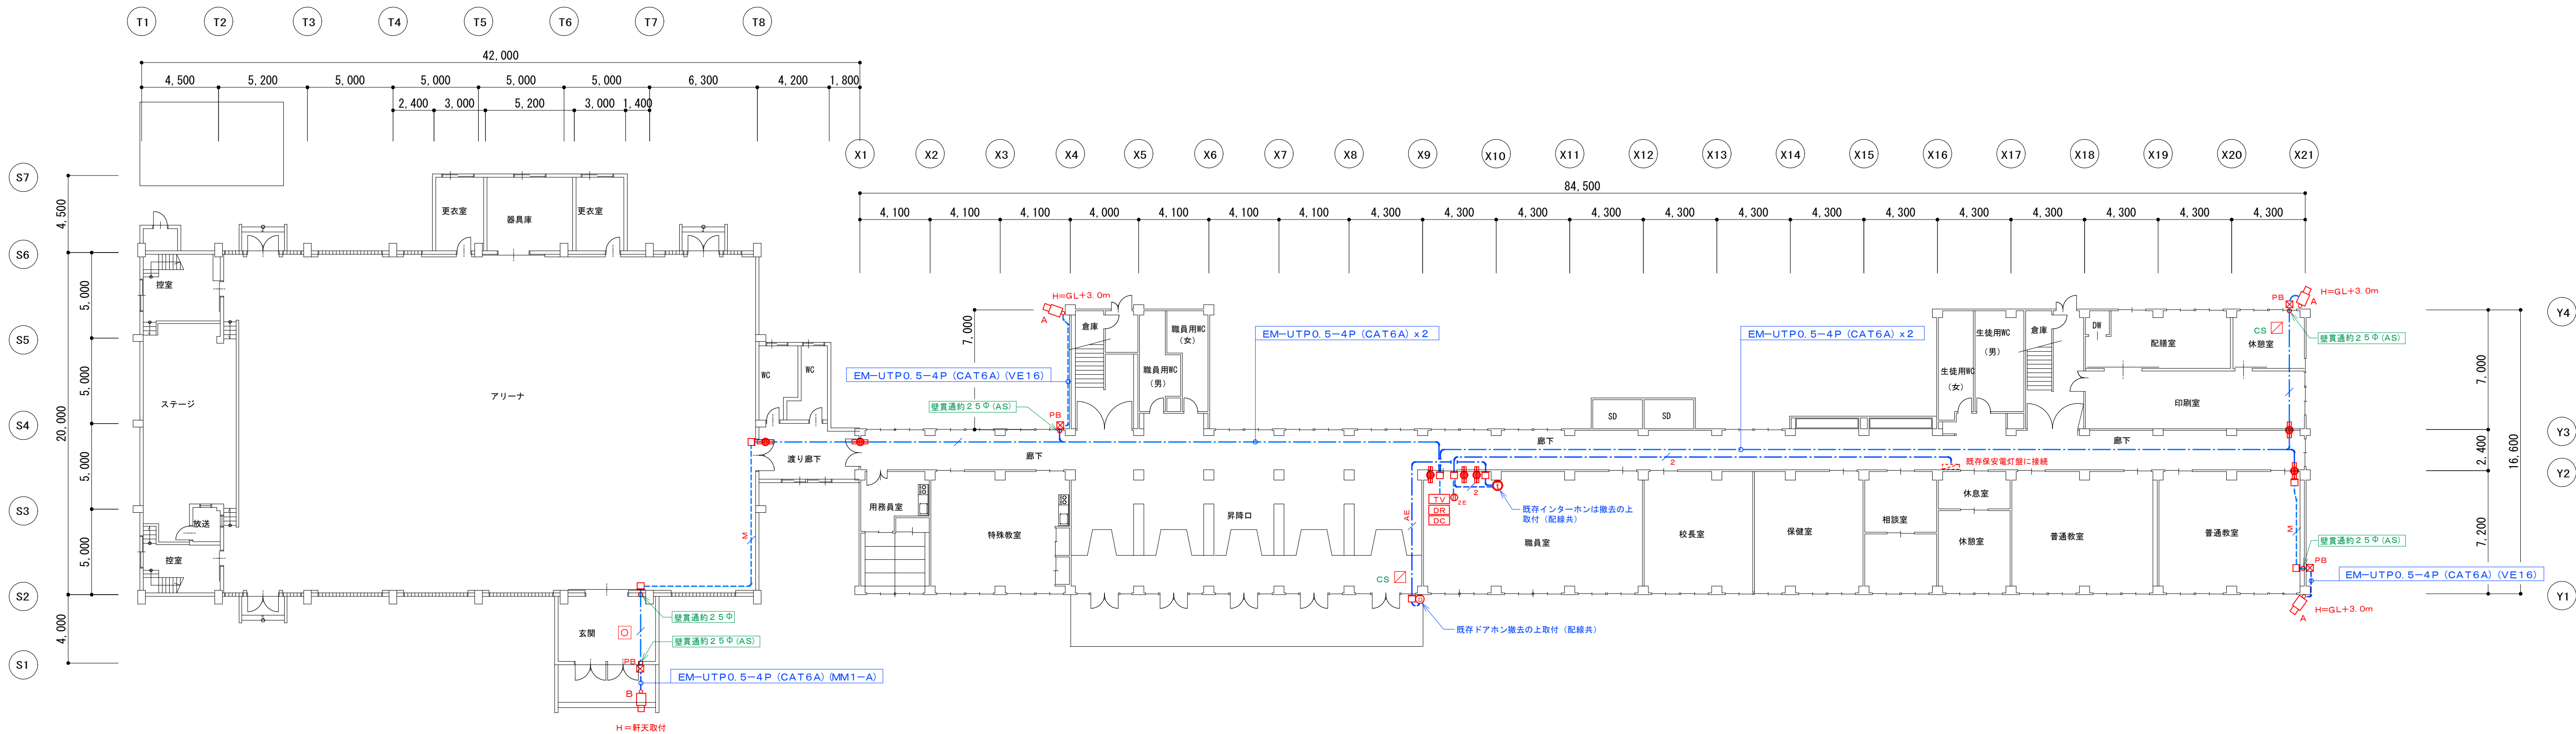 T1 T2 T3 T4 T5 T6 T7 T8
42,000
4,500 5,200 5,000 5,000 5,000 5,000 6,300 4,200 1,800
2,400 3,000 5,200 3,000 1,400
X1 X2 X3 X4 X5 X6 X7 X8 X9 X10 X11 X12 X13 X14 X15 X16 X17 X18 X19 X20 X21
84,500
4,100 4,100 4,100 4,000 4,100 4,100 4,100 4,300 4,300 4,300 4,300 4,300 4,300 4,300 4,300 4,300 4,300 4,300 4,300 4,300
S7
S6
S5
S4
S3
S2
S1
4,500
20,000
4,000
5,000
5,000
5,000
5,000
更衣室
器具庫
更衣室
控室
ステージ
アリーナ
放送
控室
WC
WC
渡り廊下
玄関
M
壁貫通約25Φ
壁貫通約25Φ(AS)
PB
EM-UTP0.5-4P (CAT6A) (MM1-A)
B
H=軒天取付
H=GL+3.0m
A
7,000
倉庫
職員用WC
(女)
職員用WC
(男)
EM-UTP0.5-4P (CAT6A) (VE16)
壁貫通約25Φ(AS)
PB
EM-UTP0.5-4P (CAT6A) x2
廊下
用務員室
特殊教室
昇降口
CS
AE
既存ドアホン撤去の上取付（配線共）
TV
DR
DC
2E
2
既存インターホンは撤去の上
取付（配線共）
職員室
SD
SD
廊下
2
EM-UTP0.5-4P (CAT6A) x2
校長室
保健室
相談室
既存保安電灯盤に接続
休息室
休憩室
普通教室
普通教室
生徒用WC
(女)
生徒用WC
(男)
倉庫
DW
配膳室
休憩室
印刷室
廊下
CS
PB
H=GL+3.0m
A
壁貫通約25Φ(AS)
M
壁貫通約25Φ(AS)
PB
EM-UTP0.5-4P (CAT6A) (VE16)
H=GL+3.0m
A
7,000
2,400
7,200
16,600
Y4
Y3
Y2
Y1